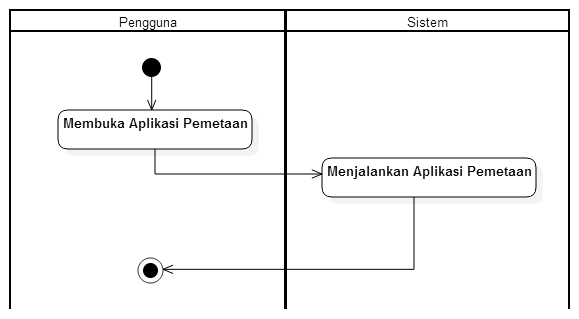 Pengguna
Sistem
Membuka Aplikasi Pemetaan
Menjalankan Aplikasi Pemetaan